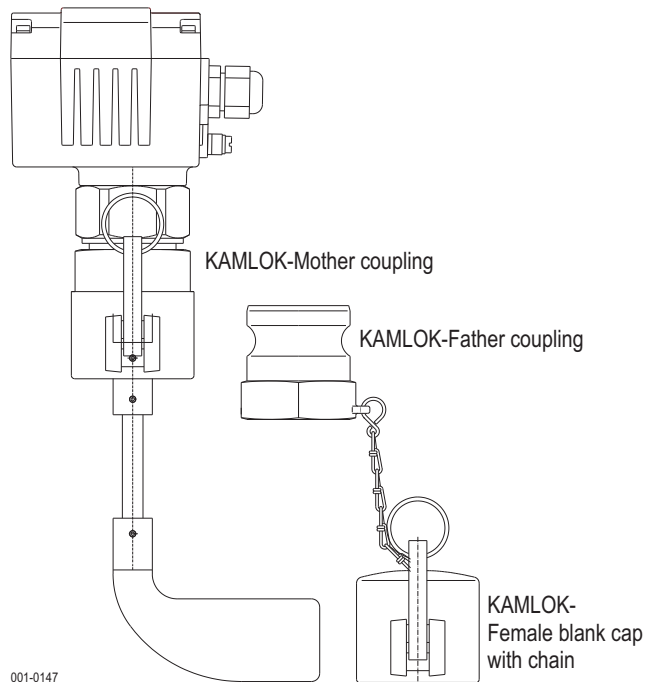 KAMLOK-Mother coupling
KAMLOK-Father coupling
KAMLOK-
Female blank cap
with chain
001-0147